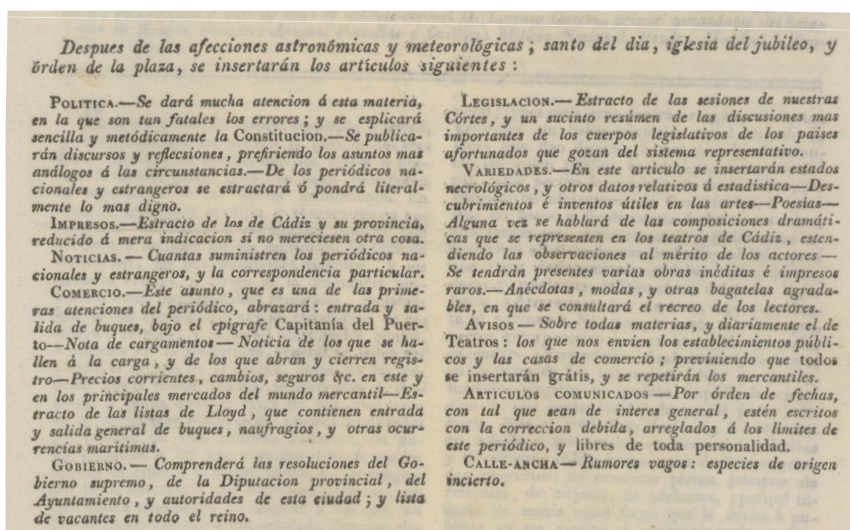 Despues de las afecciones astronómicas y meteorológicas ; santo del dia, iglesia del jubileo, y
órden de la plaza, se insertarán los artículos siguientes :
POLITICA.—Se dará mucha atencion á esta materia,
en la que son tan fatales los errores; y se esplicará
sencilla y metódicamente la Constitucion.—Se publica-
rán discursos y reflecsiones, prefiriendo los asuntos mas
análogos á las circunstancias.—De los periódicos na-
cionales y estrangeros se estractará ó pondrá literal-
mente lo mas digno.
IMPRESOS.—Estracto de los de Cádiz y su provincia,
reducido á mera indicacion si no mereciesen otra cosa.
NOTICIAS.— Cuantas suministren los periódicos na-
cionales y estrangeros, y la correspondencia particular.
COMERCIO.—Este asunto, que es una de las prime-
ras atenciones del periódico, abrazará : entrada y sa-
lida de buques, bajo el epigrafe Capitanía del Puer-
to—Nota de cargamentos—Noticia de los que se ha-
llen á la carga, y de los que abran y cierren regis-
tro—Precios corrientes, cambios, seguros &c. en este y
en los principales mercados del mundo mercantil—Es-
tracto de las listas de Lloyd, que contienen entrada
y salida general de buques, naufragios, y otras ocur-
rencias maritimas.
GOBIERNO.— Comprenderá las resoluciones del Go-
bierno supremo, de la Diputacion provincial, del
Ayuntamiento, y autoridades de esta ciudad; y lista
de vacantes en todo el reino.
LEGISLACION.— Estracto de las sesiones de nuestras
Córtes, y un sucinto resúmen de las discusiones mas
importantes de los cuerpos legislativos de los paises
afortunados que gozan del sistema representativo.
VARIEDADES.—En este articulo se insertarán estados
necrológicos, y otros datos relativos á estadística—Des-
cubrimientos é inventos útiles en las artes—Poesias—
Alguna vez se hablará de las composiciones dramáti-
cas que se representen en los teatros de Cádiz, esten-
diendo las observaciones al mérito de los actores—
Se tendrán presentes varias obras inéditas é impresos
raros.—Anécdotas, modas, y otras bagatelas agrada-
bles, en que se consultará el recreo de los lectores.
AVISOS — Sobre todas materias, y diariamente el de
Teatros : los que nos envien los establecimientos públi-
cos y las casas de comercio ; previniendo que todos
se insertarán grátis, y se repetirán los mercantiles.
ARTICULOS COMUNICADOS —Por órden de fechas,
con tal que sean de interes general, estén escritos
con la correccion debida, arreglados á los limites de
este periódico, y libres de toda personalidad.
CALLE-ANCHA— Rumores vagos : especies de origen
incierto.